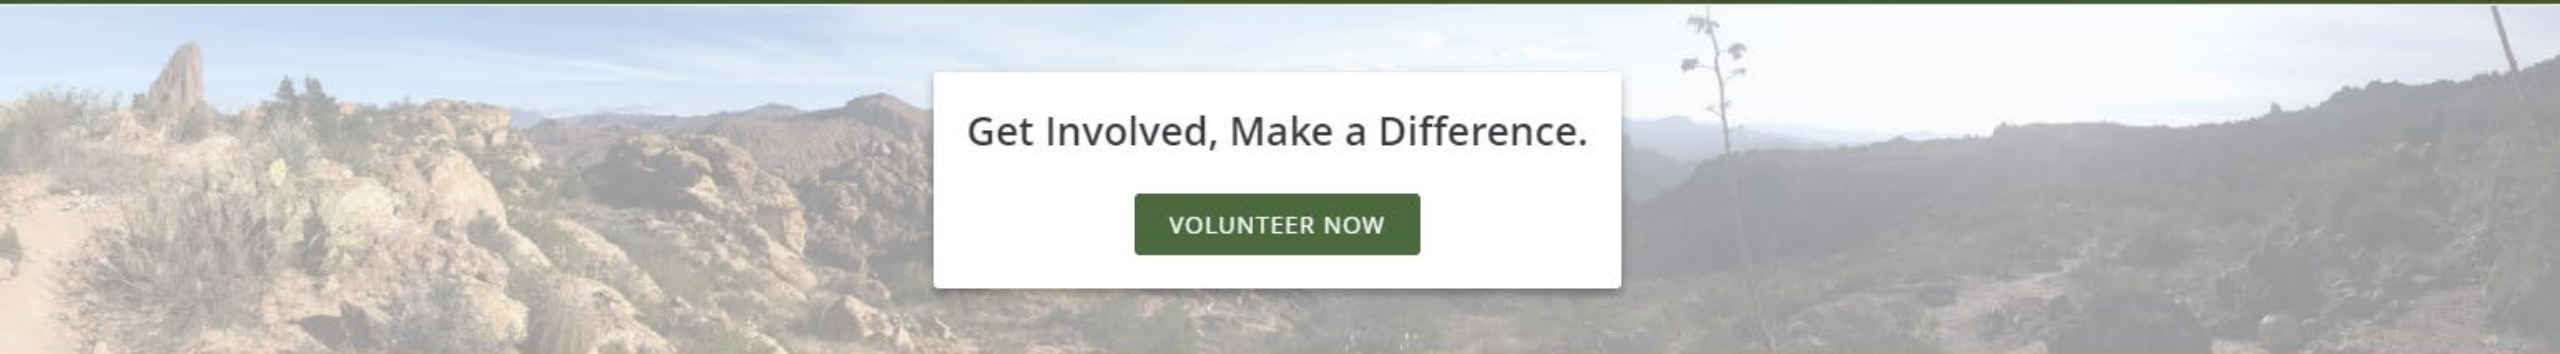 Get Involved, Make a Difference.
VOLUNTEER NOW